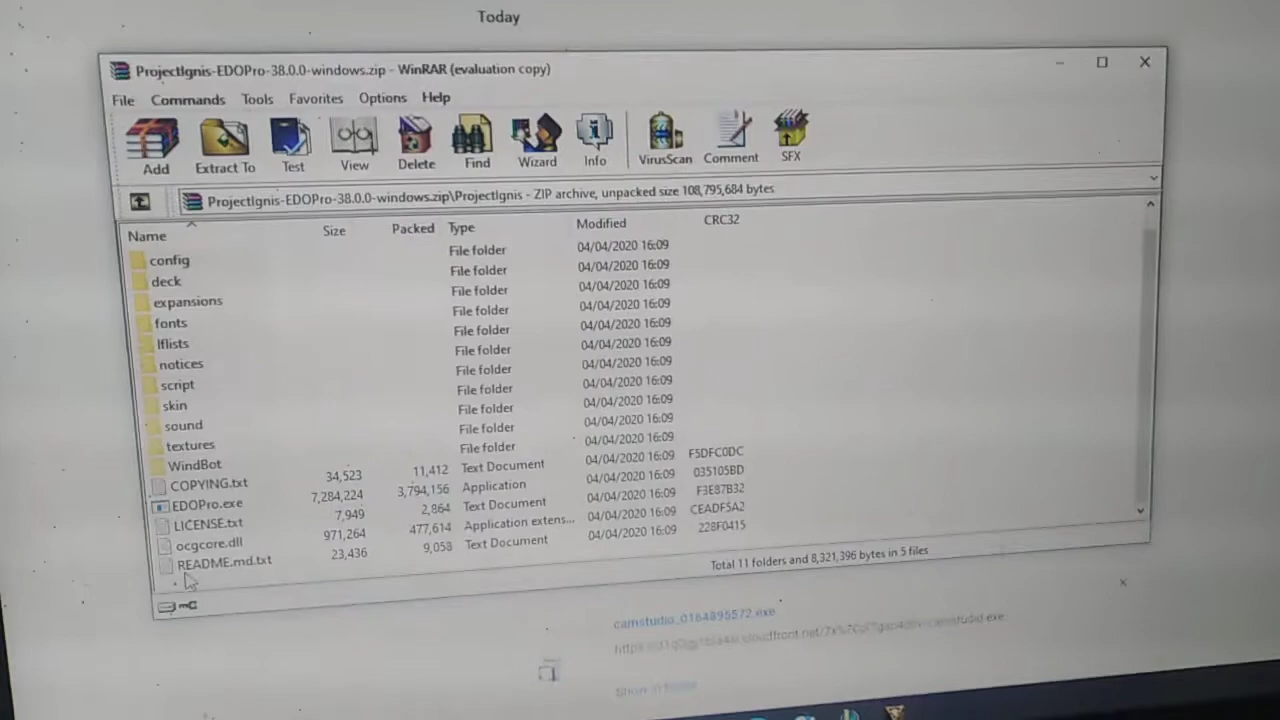 Today
ProjectIgnis-EDOPro-38.0.0-windows.zip - WinRAR (evaluation copy)
File Commands Tools Favorites Options Help
Add Extract To Test View Delete Find Wizard Info VirusScan Comment SFX
ProjectIgnis-EDOPro-38.0.0-windows.zip\ProjectIgnis - ZIP archive, unpacked size 108,795,684 bytes
Name Size Packed Type Modified CRC32
config File folder 04/04/2020 16:09
deck File folder 04/04/2020 16:09
expansions File folder 04/04/2020 16:09
fonts File folder 04/04/2020 16:09
lflists File folder 04/04/2020 16:09
notices File folder 04/04/2020 16:09
script File folder 04/04/2020 16:09
skin File folder 04/04/2020 16:09
sound File folder 04/04/2020 16:09
textures File folder 04/04/2020 16:09
WindBot File folder 04/04/2020 16:09
COPYING.txt 34,523 11,412 Text Document 04/04/2020 16:09 F5DFC0DC
EDOPro.exe 7,284,224 3,794,156 Application 04/04/2020 16:09 035105BD
LICENSE.txt 7,949 2,864 Text Document 04/04/2020 16:09 F3E87B32
ocgcore.dll 971,264 477,614 Application extens... 04/04/2020 16:09 CEADF5A2
README.md.txt 23,436 9,058 Text Document 04/04/2020 16:09 228F0415
Total 11 folders and 8,321,396 bytes in 5 files
camstudio_0164895572.exe
Show in folder